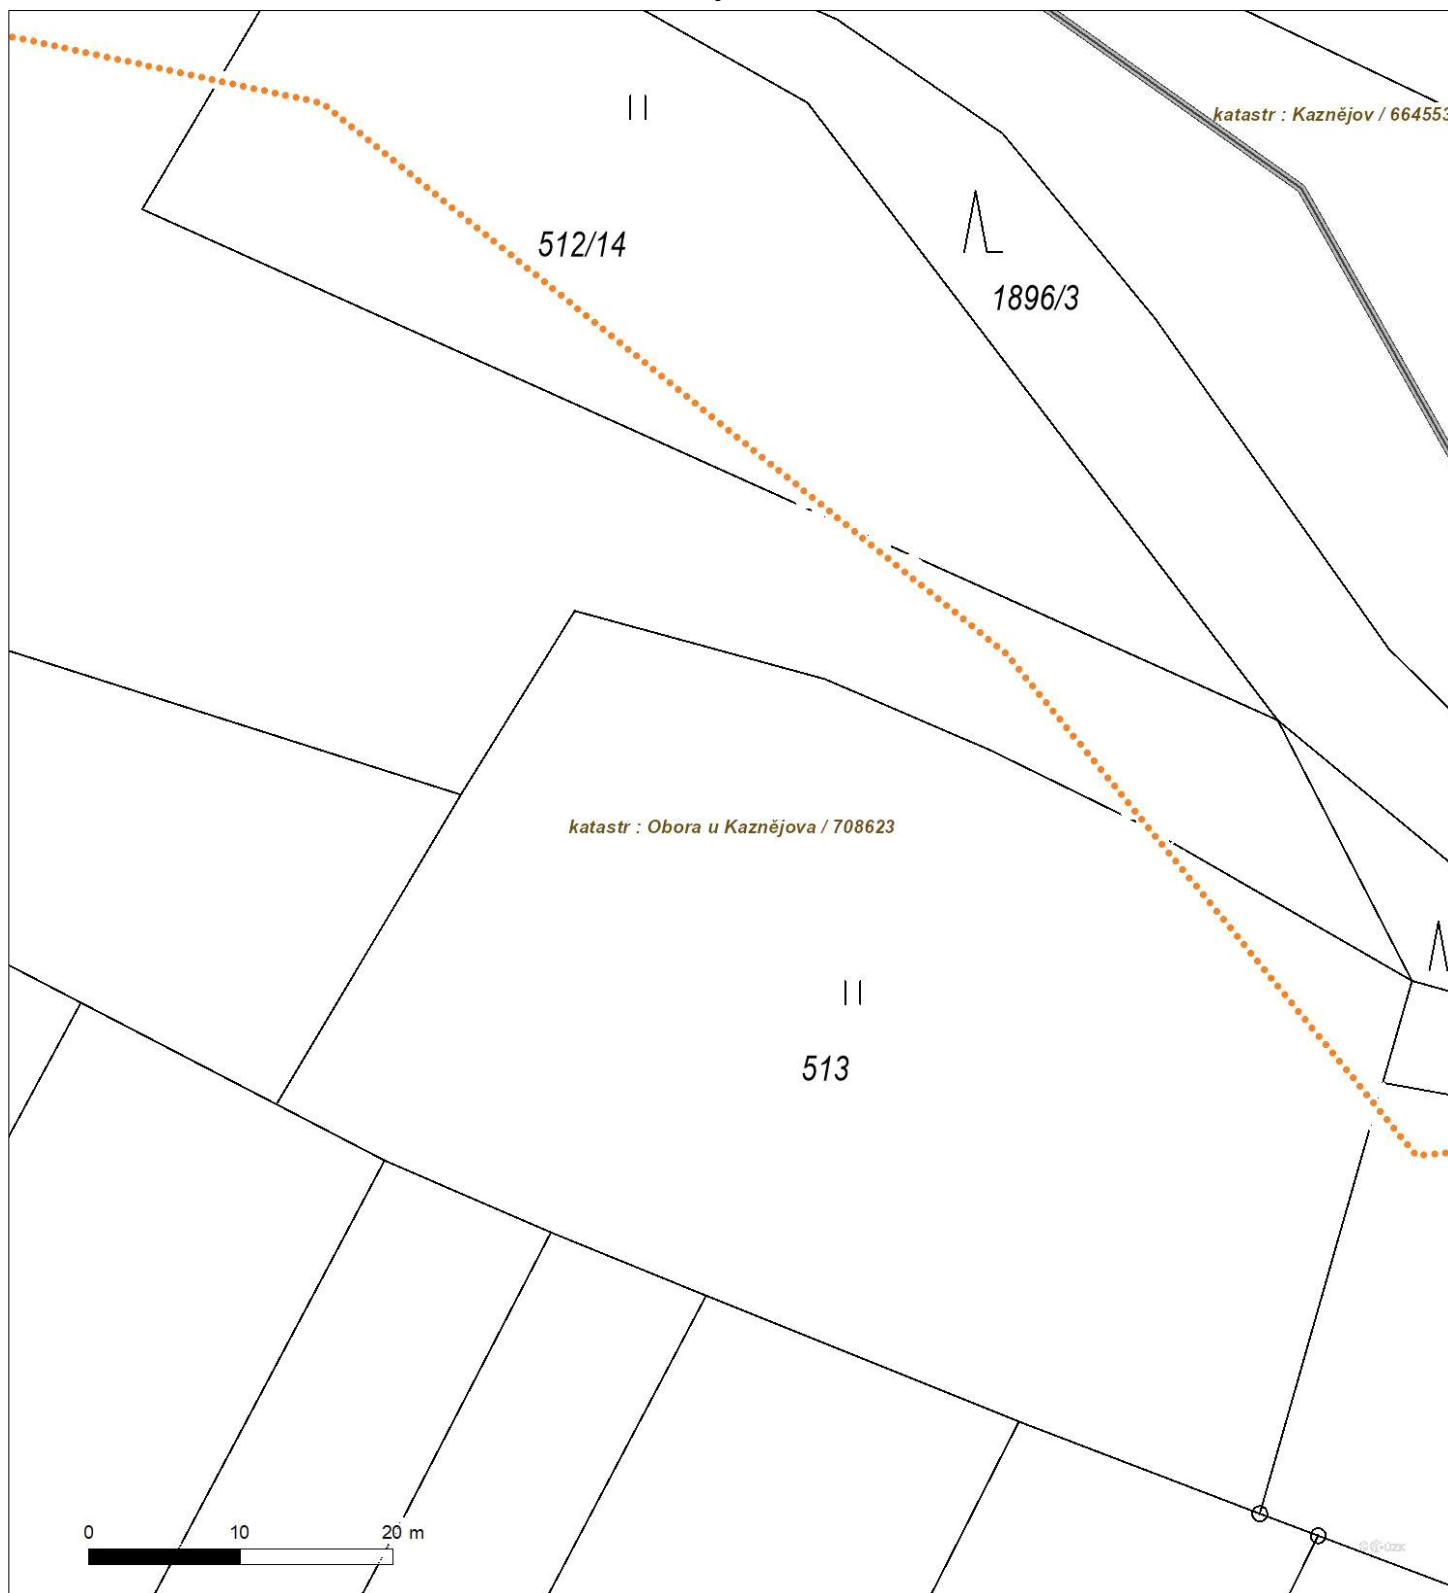 katastr : Kaznějov / 664553
512/14
1896/3
katastr : Obora u Kaznějova / 708623
513
0 10 20 m